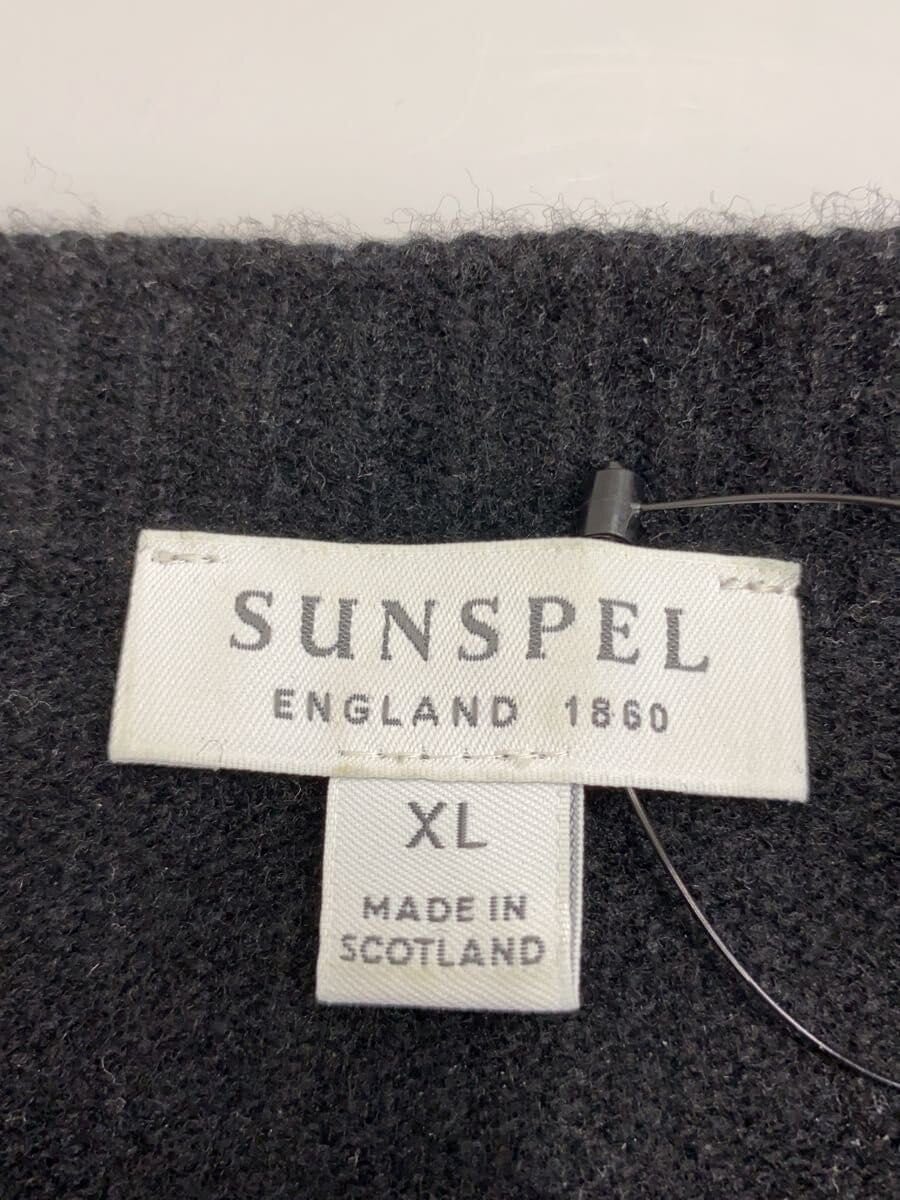 SUNSPEL
ENGLAND 1860
XL
MADE IN
SCOTLAND